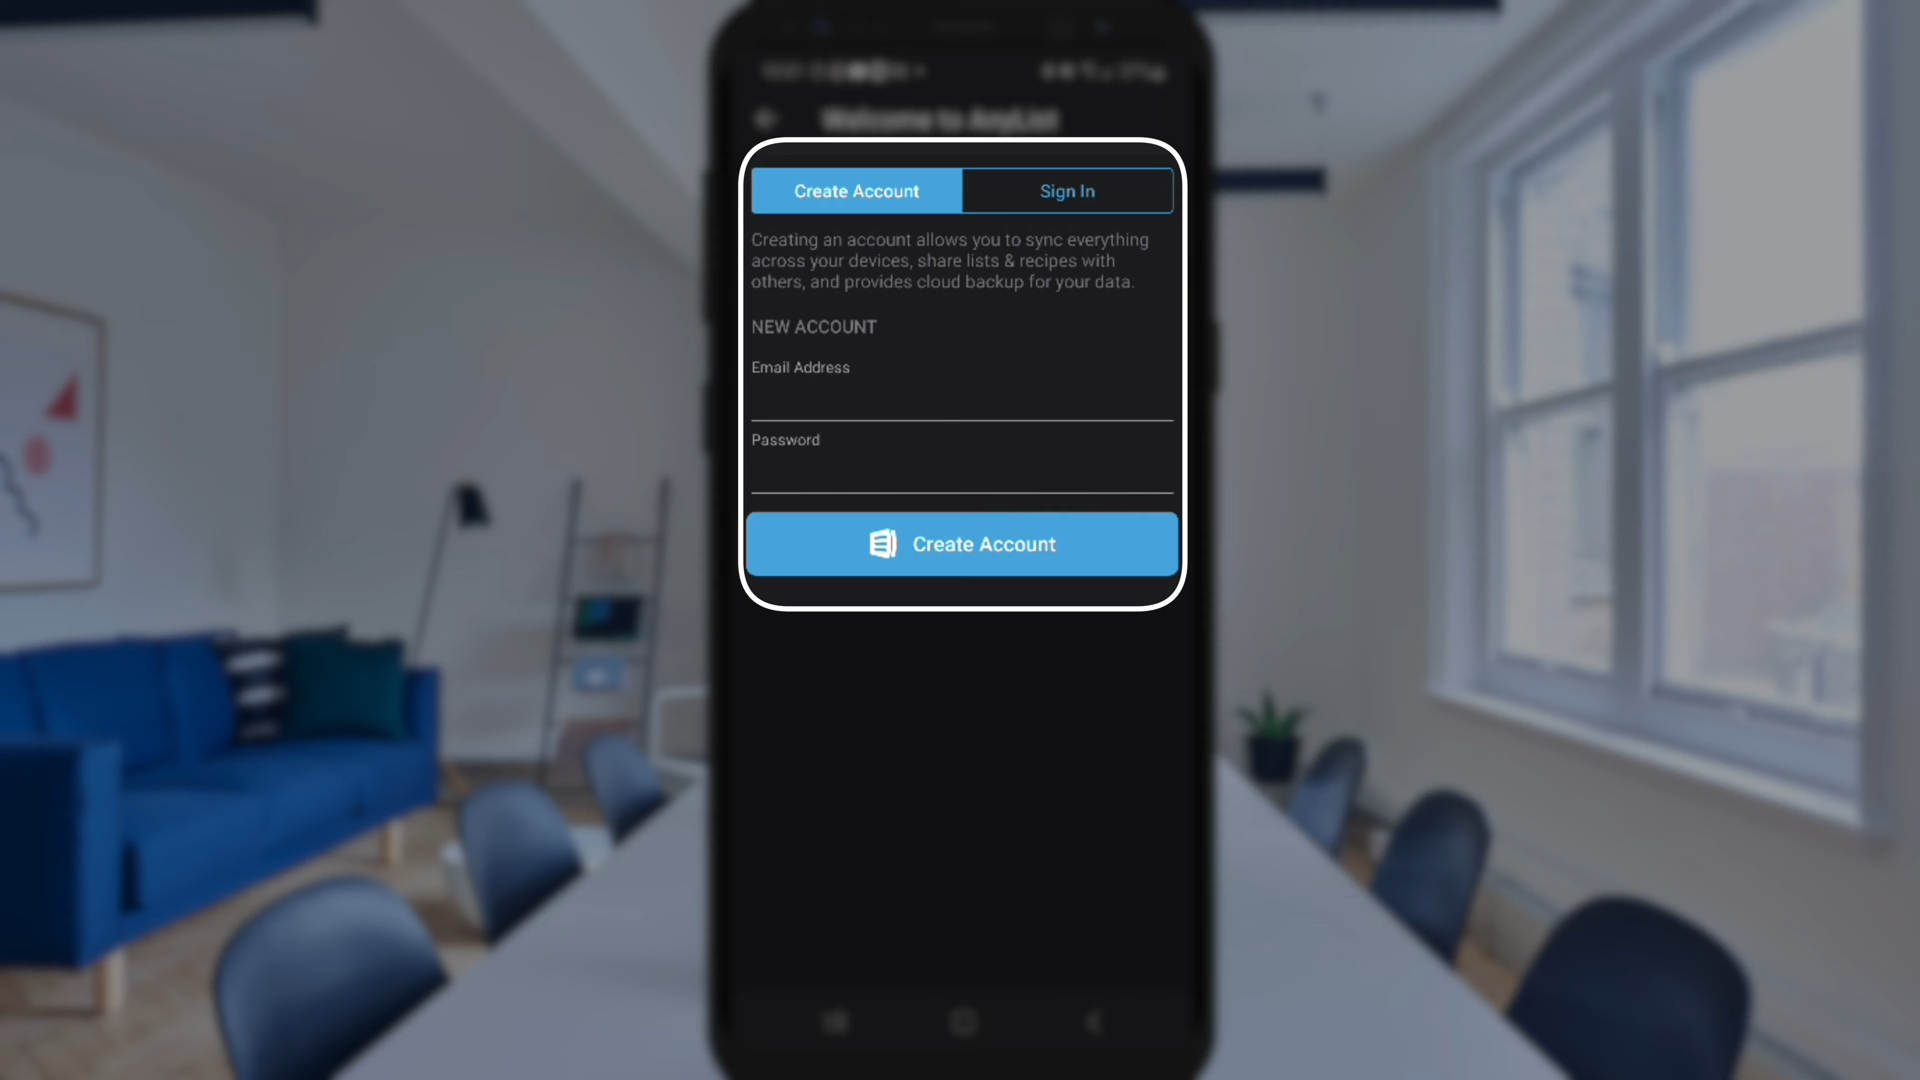 Welcome to AnyList
Create Account
Sign In
Creating an account allows you to sync everything
across your devices, share lists & recipes with
others, and provides cloud backup for your data.
NEW ACCOUNT
Email Address
Password
Create Account